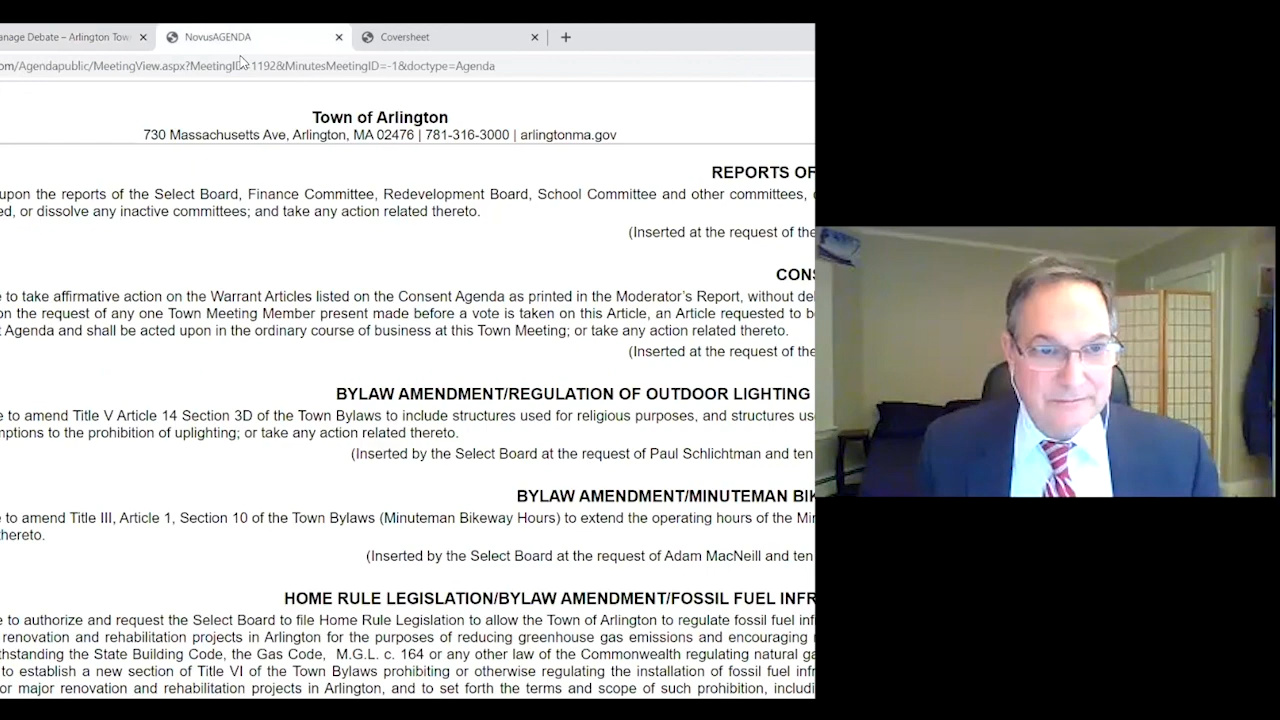 anage Debate – Arlington Tow
NovusAGENDA
Coversheet
om/Agendapublic/MeetingView.aspx?MeetingID=1192&MinutesMeetingID=-1&doctype=Agenda
Town of Arlington
730 Massachusetts Ave, Arlington, MA 02476 | 781-316-3000 | arlingtonma.gov
REPORTS OF
upon the reports of the Select Board, Finance Committee, Redevelopment Board, School Committee and other committees,
ed, or dissolve any inactive committees; and take any action related thereto.
(Inserted at the request of the
CONS
e to take affirmative action on the Warrant Articles listed on the Consent Agenda as printed in the Moderator's Report, without de
on the request of any one Town Meeting Member present made before a vote is taken on this Article, an Article requested to b
t Agenda and shall be acted upon in the ordinary course of business at this Town Meeting; or take any action related thereto.
(Inserted at the request of the
BYLAW AMENDMENT/REGULATION OF OUTDOOR LIGHTING
e to amend Title V Article 14 Section 3D of the Town Bylaws to include structures used for religious purposes, and structures us
mptions to the prohibition of uplighting; or take any action related thereto.
(Inserted by the Select Board at the request of Paul Schlichtman and ten
BYLAW AMENDMENT/MINUTEMAN BIK
e to amend Title III, Article 1, Section 10 of the Town Bylaws (Minuteman Bikeway Hours) to extend the operating hours of the Mi
thereto.
(Inserted by the Select Board at the request of Adam MacNeill and ten
HOME RULE LEGISLATION/BYLAW AMENDMENT/FOSSIL FUEL INFR
e to authorize and request the Select Board to file Home Rule Legislation to allow the Town of Arlington to regulate fossil fuel inf
renovation and rehabilitation projects in Arlington for the purposes of reducing greenhouse gas emissions and encouraging
thstanding the State Building Code, the Gas Code, M.G.L. c. 164 or any other law of the Commonwealth regulating natural ga
to establish a new section of Title VI of the Town Bylaws prohibiting or otherwise regulating the installation of fossil fuel infr
or major renovation and rehabilitation projects in Arlington, and to set forth the terms and scope of such prohibition, includi